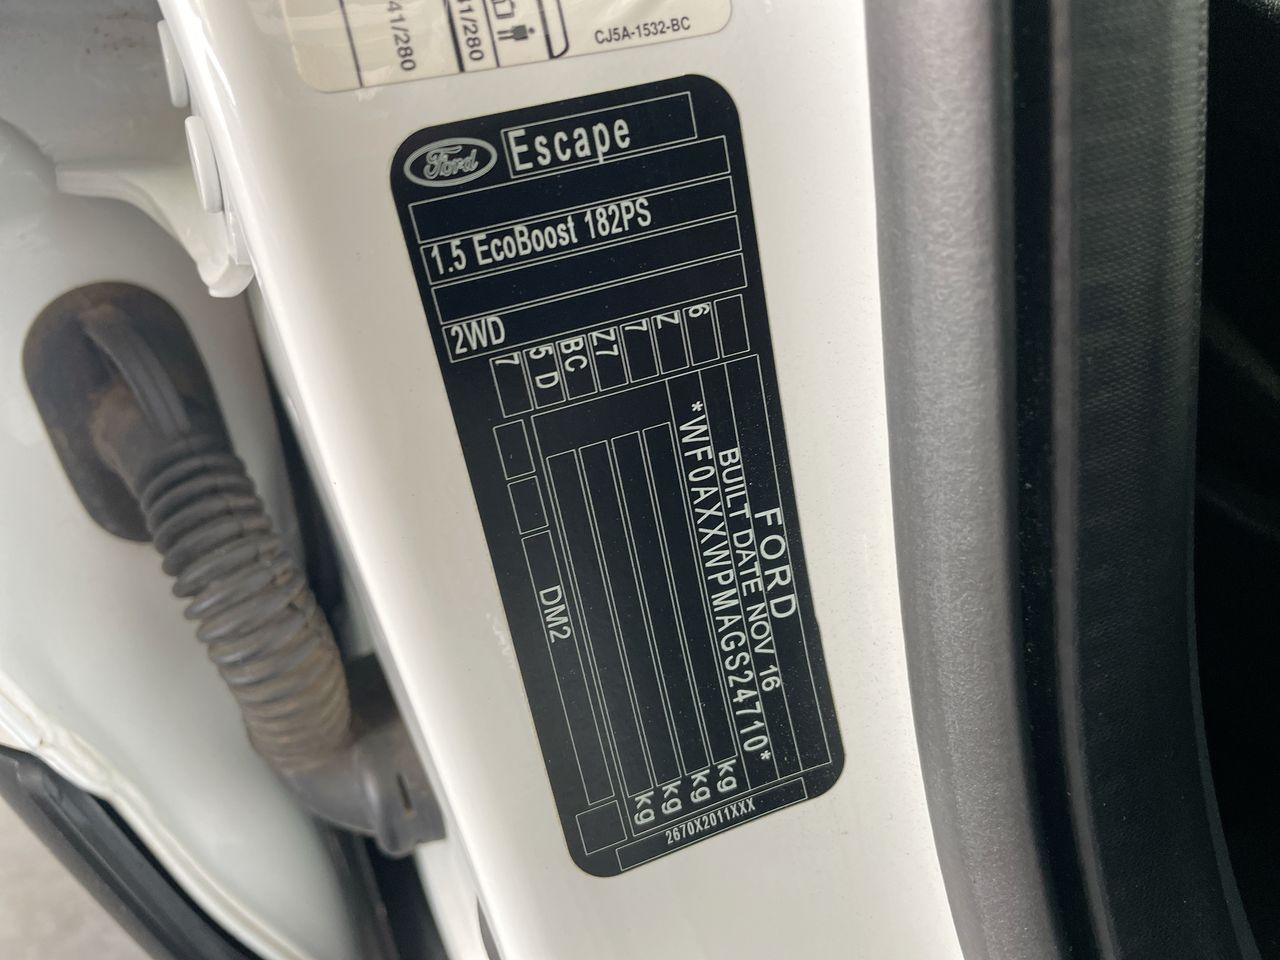 41/280
41/280
CJ5A-1532-BC
Ford
Escape
1.5 EcoBoost 182PS
2WD
7
5 D
BC
Z7
7
Z
6
FORD
BUILT DATE NOV 16
*WF0AXXWPMAGS24710*
kg
kg
kg
kg
DM2
2670X2011XXX